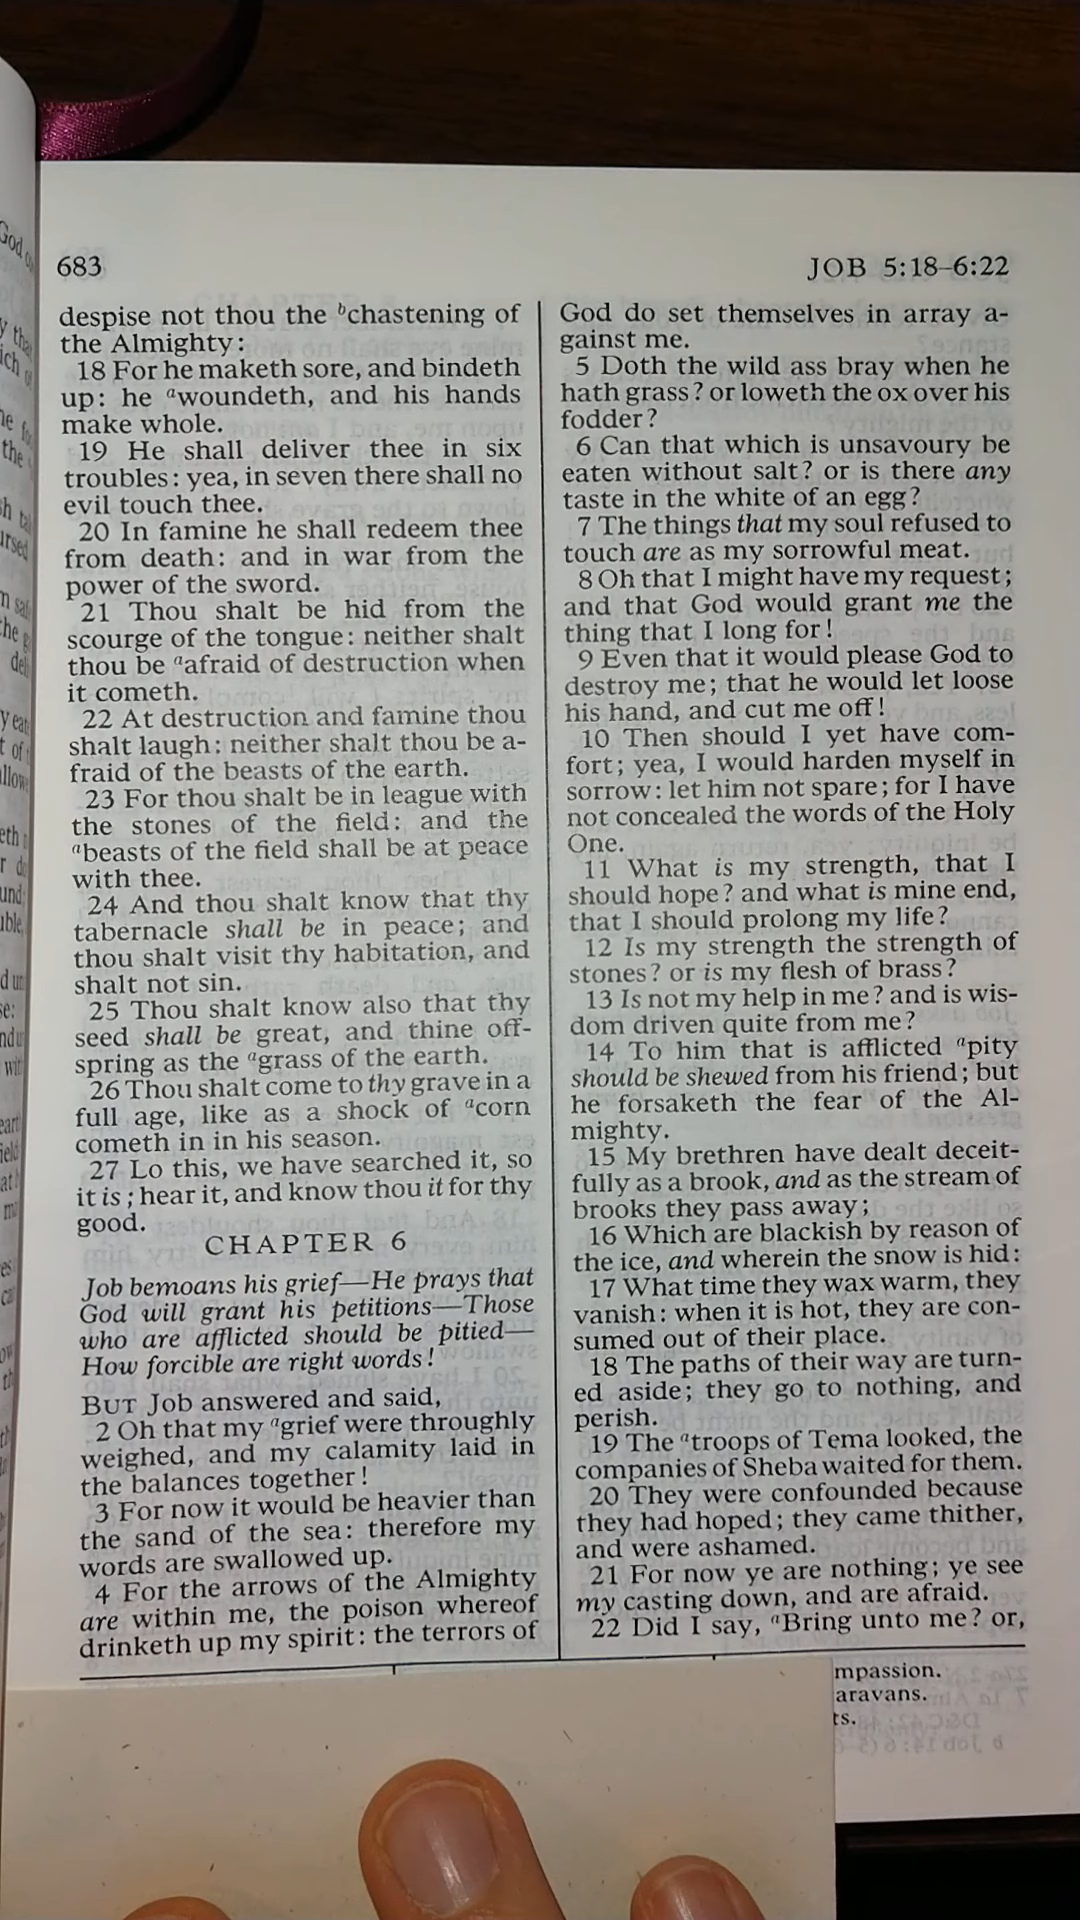 683
JOB 5:18–6:22
despise not thou the ᵇchastening of
the Almighty:
18 For he maketh sore, and bindeth
up: he ᵃwoundeth, and his hands
make whole.
19 He shall deliver thee in six
troubles: yea, in seven there shall no
evil touch thee.
20 In famine he shall redeem thee
from death: and in war from the
power of the sword.
21 Thou shalt be hid from the
scourge of the tongue: neither shalt
thou be ᵃafraid of destruction when
it cometh.
22 At destruction and famine thou
shalt laugh: neither shalt thou be a-
fraid of the beasts of the earth.
23 For thou shalt be in league with
the stones of the field: and the
ᵃbeasts of the field shall be at peace
with thee.
24 And thou shalt know that thy
tabernacle shall be in peace; and
thou shalt visit thy habitation, and
shalt not sin.
25 Thou shalt know also that thy
seed shall be great, and thine off-
spring as the ᵃgrass of the earth.
26 Thou shalt come to thy grave in a
full age, like as a shock of ᵃcorn
cometh in in his season.
27 Lo this, we have searched it, so
it is; hear it, and know thou it for thy
good.
CHAPTER 6
Job bemoans his grief—He prays that
God will grant his petitions—Those
who are afflicted should be pitied—
How forcible are right words!
BUT Job answered and said,
2 Oh that my ᵃgrief were throughly
weighed, and my calamity laid in
the balances together!
3 For now it would be heavier than
the sand of the sea: therefore my
words are swallowed up.
4 For the arrows of the Almighty
are within me, the poison whereof
drinketh up my spirit: the terrors of
God do set themselves in array a-
gainst me.
5 Doth the wild ass bray when he
hath grass? or loweth the ox over his
fodder?
6 Can that which is unsavoury be
eaten without salt? or is there any
taste in the white of an egg?
7 The things that my soul refused to
touch are as my sorrowful meat.
8 Oh that I might have my request;
and that God would grant me the
thing that I long for!
9 Even that it would please God to
destroy me; that he would let loose
his hand, and cut me off!
10 Then should I yet have com-
fort; yea, I would harden myself in
sorrow: let him not spare; for I have
not concealed the words of the Holy
One.
11 What is my strength, that I
should hope? and what is mine end,
that I should prolong my life?
12 Is my strength the strength of
stones? or is my flesh of brass?
13 Is not my help in me? and is wis-
dom driven quite from me?
14 To him that is afflicted ᵃpity
should be shewed from his friend; but
he forsaketh the fear of the Al-
mighty.
15 My brethren have dealt deceit-
fully as a brook, and as the stream of
brooks they pass away;
16 Which are blackish by reason of
the ice, and wherein the snow is hid:
17 What time they wax warm, they
vanish: when it is hot, they are con-
sumed out of their place.
18 The paths of their way are turn-
ed aside; they go to nothing, and
perish.
19 The ᵃtroops of Tema looked, the
companies of Sheba waited for them.
20 They were confounded because
they had hoped; they came thither,
and were ashamed.
21 For now ye are nothing; ye see
my casting down, and are afraid.
22 Did I say, ᵃBring unto me? or,
mpassion.
aravans.
ts.